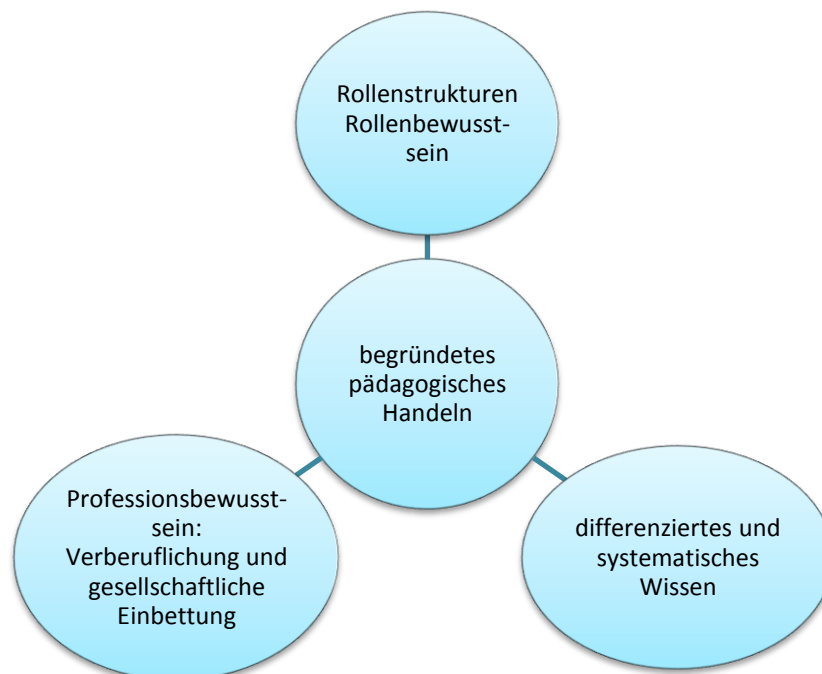 Rollenstrukturen
Rollenbewusst-
sein
begründetes
pädagogisches
Handeln
Professionsbewusst-
sein:
Verberuflichung und
gesellschaftliche
Einbettung
differenziertes und
systematisches
Wissen